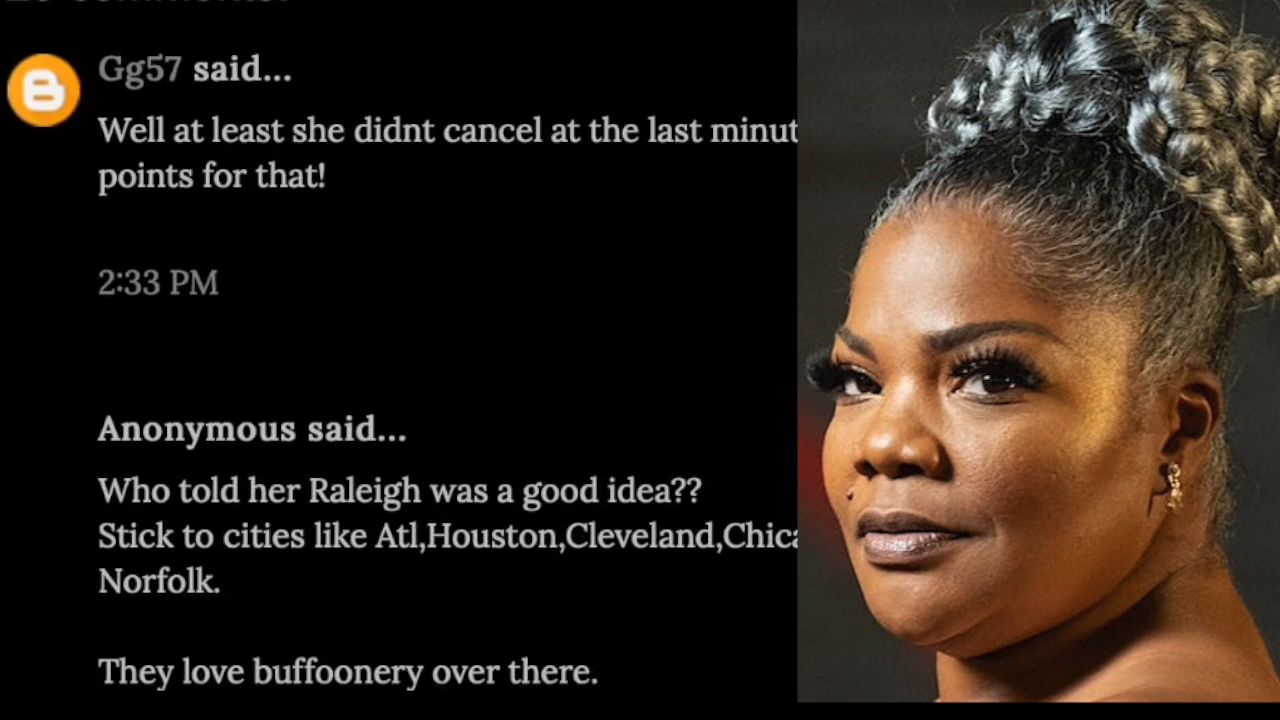 Gg57 said...
Well at least she didnt cancel at the last
points for that!
2:33 PM
Anonymous said...
Who told her Raleigh was a good idea??
Stick to cities like Atl,Houston,Cleveland,
Norfolk.
They love buffoonery over there.